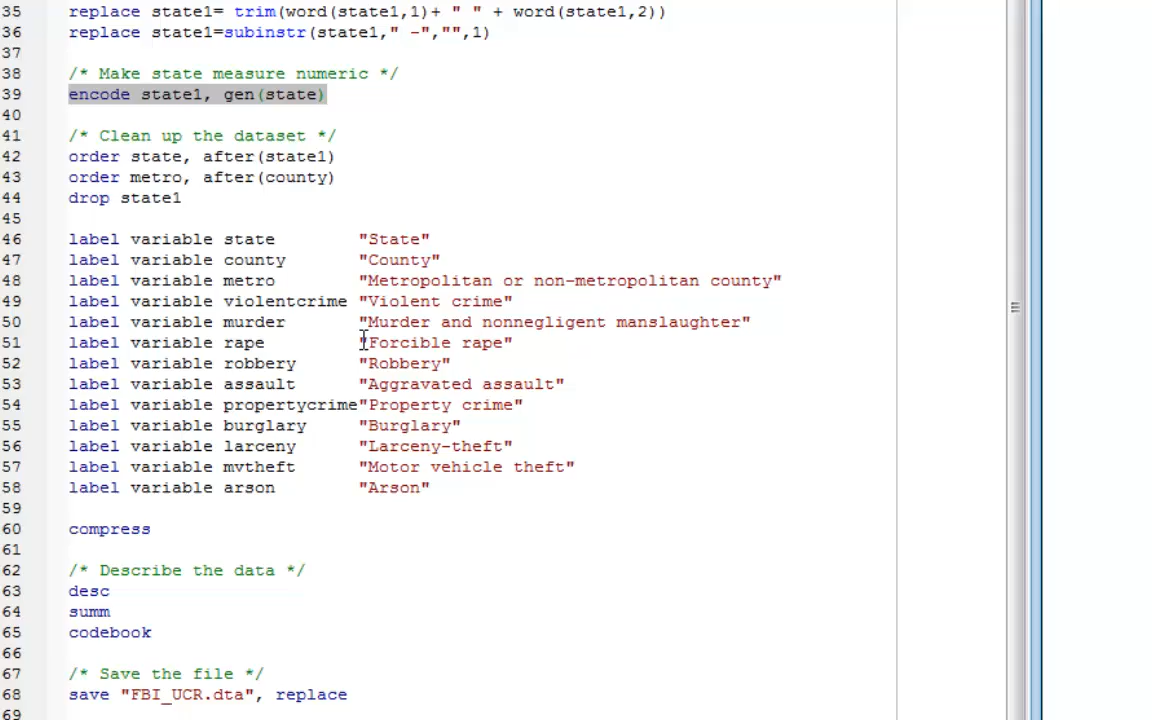 35 replace state1= trim(word(state1,1)+ " " + word(state1,2))
36 replace state1=subinstr(state1," -","",1)
37
38 /* Make state measure numeric */
39 encode state1, gen(state)
40
41 /* Clean up the dataset */
42 order state, after(state1)
43 order metro, after(county)
44 drop state1
45
46 label variable state "State"
47 label variable county "County"
48 label variable metro "Metropolitan or non-metropolitan county"
49 label variable violentcrime "Violent crime"
50 label variable murder "Murder and nonnegligent manslaughter"
51 label variable rape "Forcible rape"
52 label variable robbery "Robbery"
53 label variable assault "Aggravated assault"
54 label variable propertycrime"Property crime"
55 label variable burglary "Burglary"
56 label variable larceny "Larceny-theft"
57 label variable mvtheft "Motor vehicle theft"
58 label variable arson "Arson"
59
60 compress
61
62 /* Describe the data */
63 desc
64 summ
65 codebook
66
67 /* Save the file */
68 save "FBI_UCR.dta", replace
69